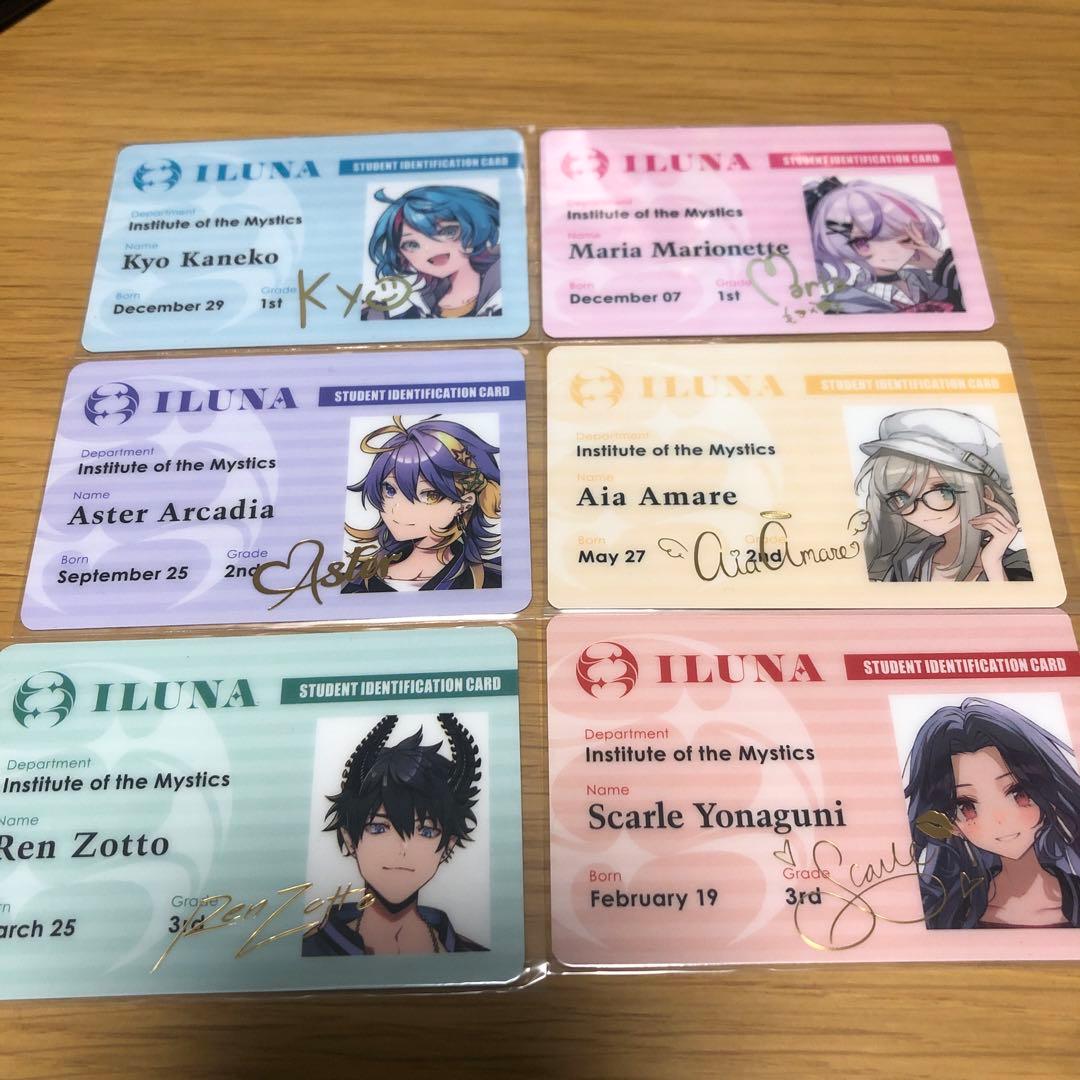 ILUNA STUDENT IDENTIFICATION CARD
Department
Institute of the Mystics
Name
Kyo Kaneko
Born Grade
December 29 1st
Kyo
ILUNA STUDENT IDENTIFICATION CARD
Department
Institute of the Mystics
Name
Maria Marionette
Born Grade
December 07 1st
Maria
ILUNA STUDENT IDENTIFICATION CARD
Department
Institute of the Mystics
Name
Aster Arcadia
Born Grade
September 25 2nd
Aster
ILUNA STUDENT IDENTIFICATION CARD
Department
Institute of the Mystics
Name
Aia Amare
Born Grade
May 27 2nd
Aia Amare
ILUNA STUDENT IDENTIFICATION CARD
Department
Institute of the Mystics
Name
Ren Zotto
rn Grade
arch 25 3rd
Ren Zotto
ILUNA STUDENT IDENTIFICATION CARD
Department
Institute of the Mystics
Name
Scarle Yonaguni
Born Grade
February 19 3rd
Scarle